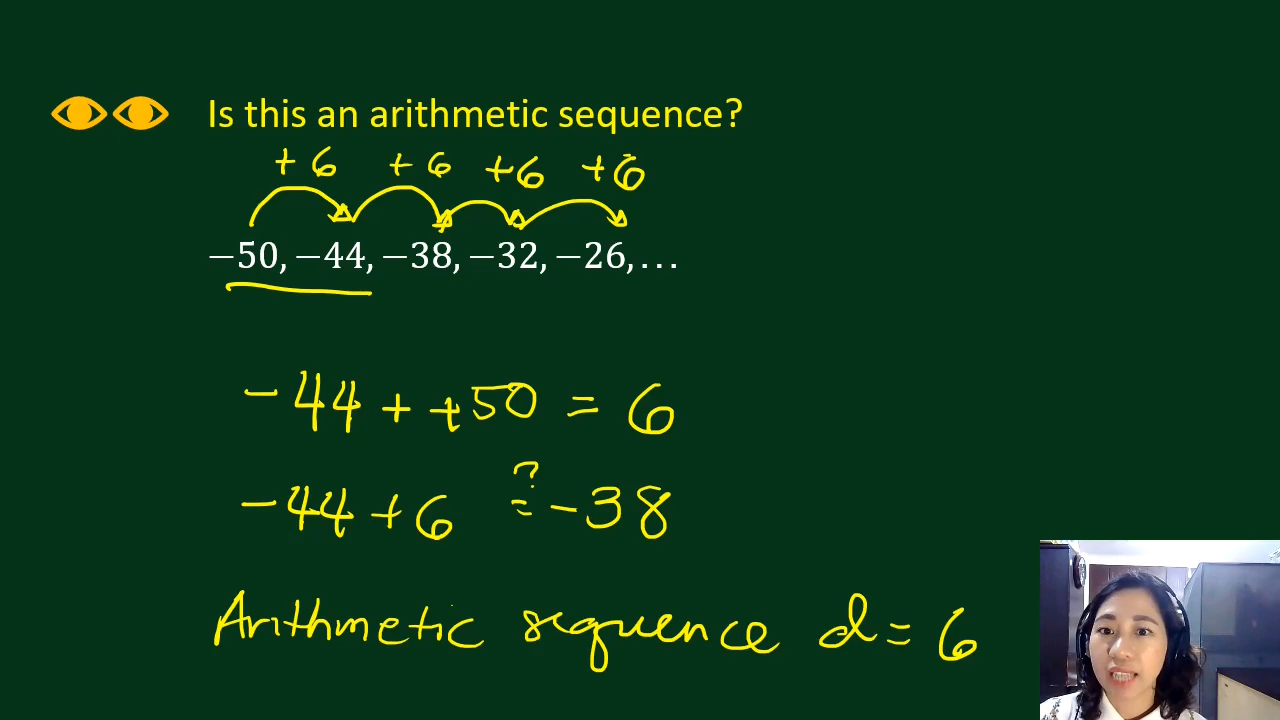 Is this an arithmetic sequence?
+6 +6 +6 +6
−50, −44, −38, −32, −26, …
-44 + +50 = 6
-44 + 6 ?= -38
Arithmetic sequence d = 6